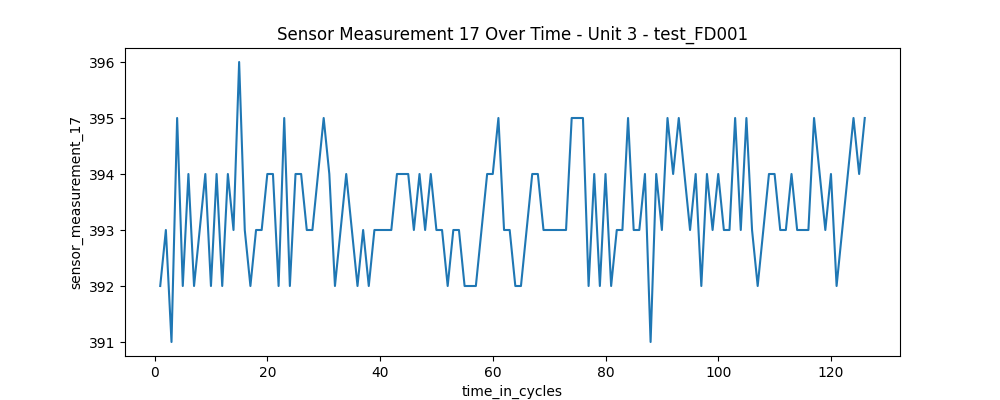 Sensor Measurement 17 Over Time - Unit 3 - test_FD001
396
395
394
393
392
391
sensor_measurement_17
0 20 40 60 80 100 120
time_in_cycles